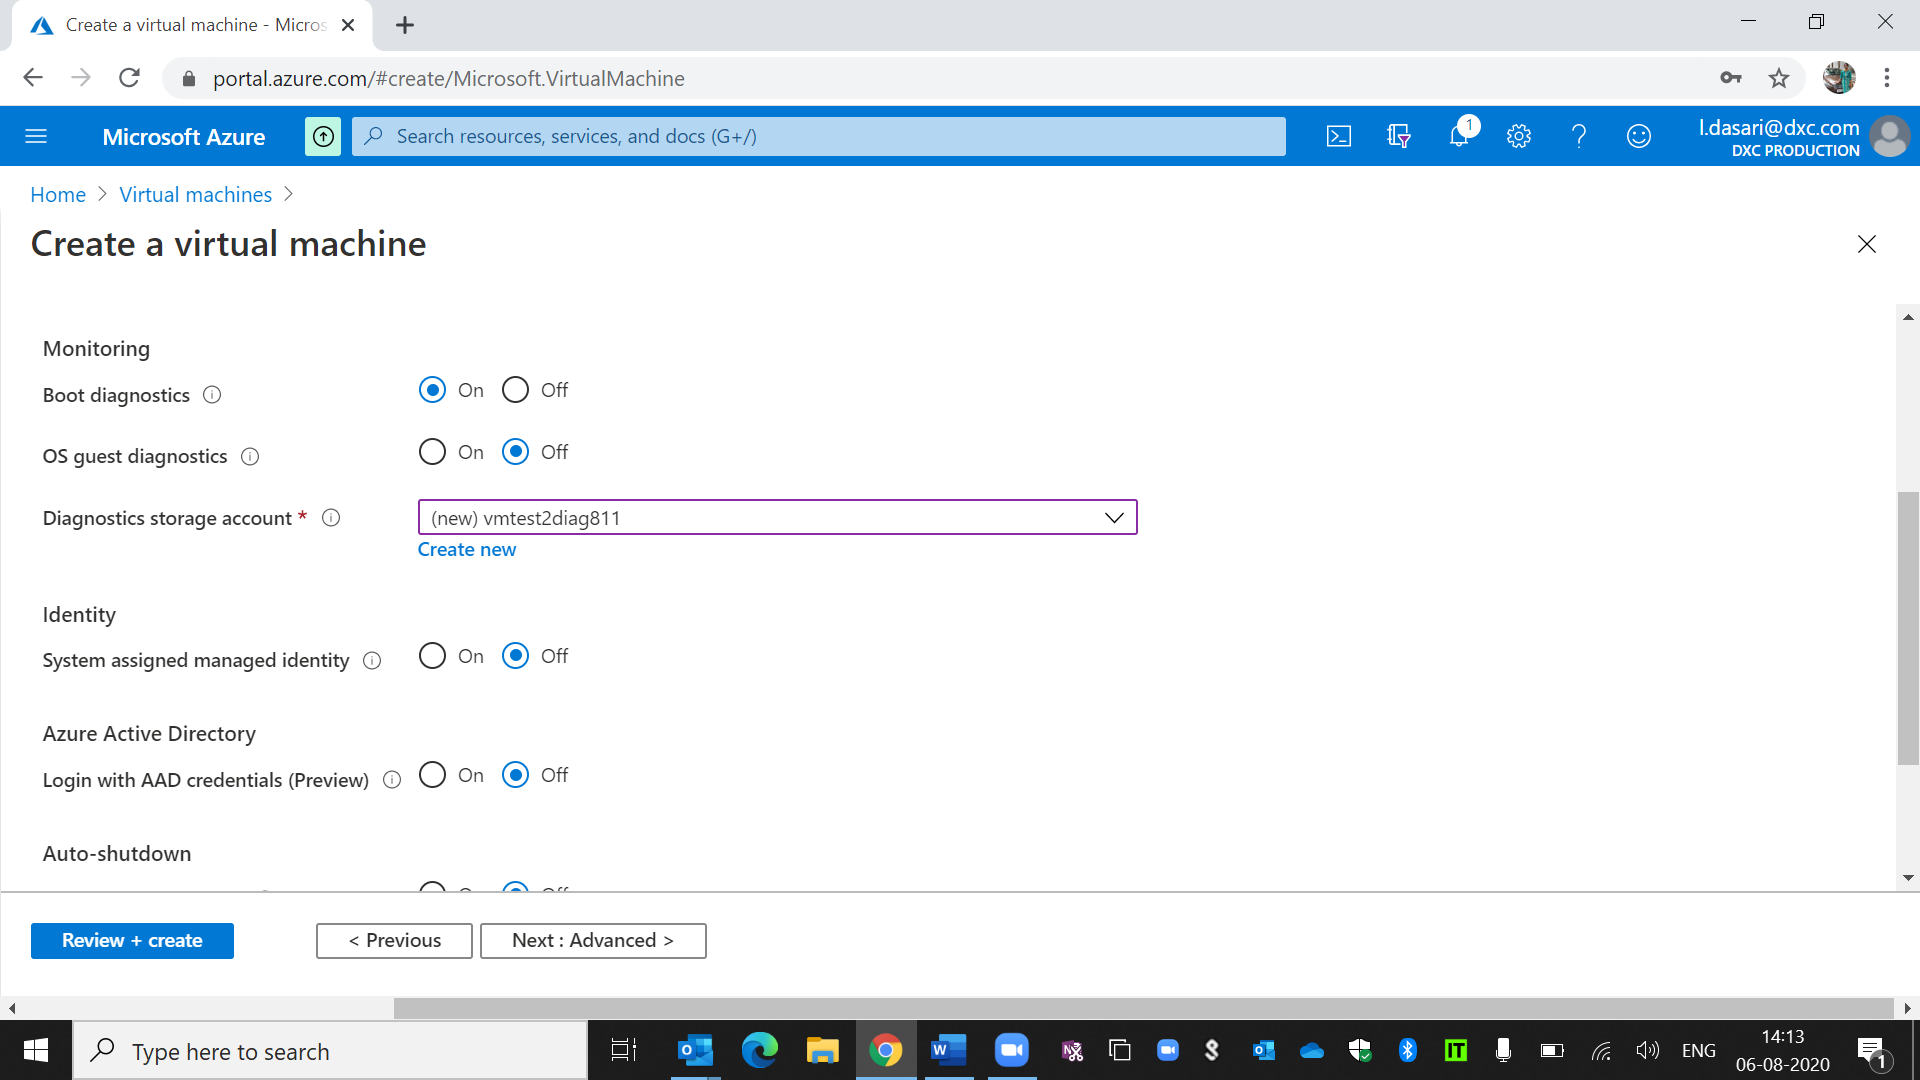 Create a virtual machine - Micros
portal.azure.com/#create/Microsoft.VirtualMachine
Microsoft Azure
Search resources, services, and docs (G+/)
1
l.dasari@dxc.com
DXC PRODUCTION
Home > Virtual machines >
Create a virtual machine
Monitoring
Boot diagnostics On Off
OS guest diagnostics On Off
Diagnostics storage account * (new) vmtest2diag811
Create new
Identity
System assigned managed identity On Off
Azure Active Directory
Login with AAD credentials (Preview) On Off
Auto-shutdown
Review + create
< Previous
Next : Advanced >
Type here to search
ENG
14:13
06-08-2020
1